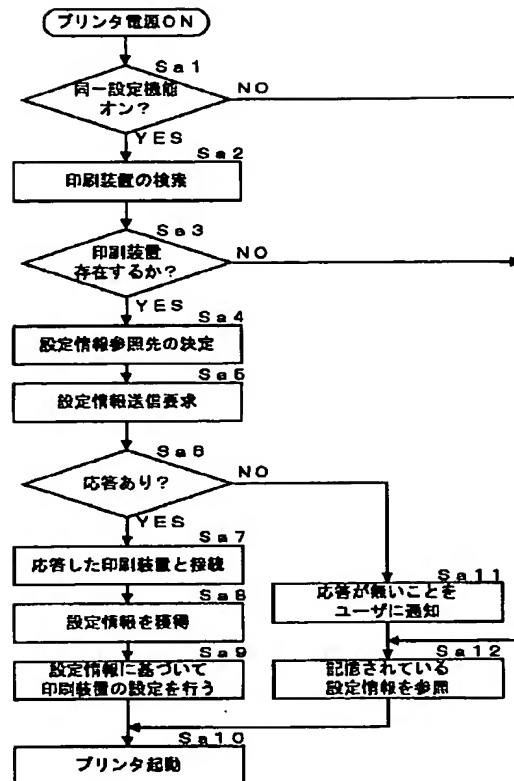 プリンタ電源ON
Sa1
同一設定機能
オン？
NO
YES
Sa2
印刷装置の検索
Sa3
印刷装置
存在するか？
NO
YES
Sa4
設定情報参照先の決定
Sa5
設定情報送信要求
Sa6
応答あり？
NO
YES
Sa7
応答した印刷装置と接続
Sa8
設定情報を獲得
Sa9
設定情報に基づいて
印刷装置の設定を行う
Sa11
応答が無いことを
ユーザに通知
Sa12
記憶されている
設定情報を参照
Sa10
プリンタ起動